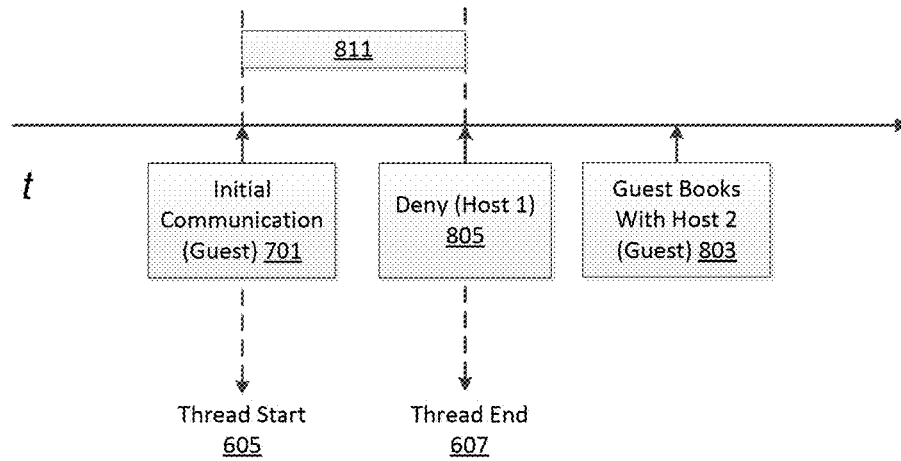 811
t
Initial
Communication
(Guest) 701
Deny (Host 1)
805
Guest Books
With Host 2
(Guest) 803
Thread Start
605
Thread End
607